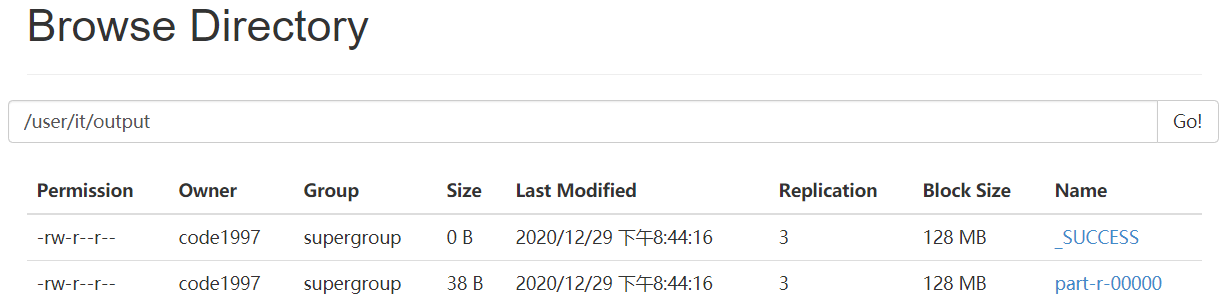 Browse Directory
/user/it/output Go!
Permission Owner Group Size Last Modified Replication Block Size Name
-rw-r--r-- code1997 supergroup 0 B 2020/12/29 下午8:44:16 3 128 MB _SUCCESS
-rw-r--r-- code1997 supergroup 38 B 2020/12/29 下午8:44:16 3 128 MB part-r-00000